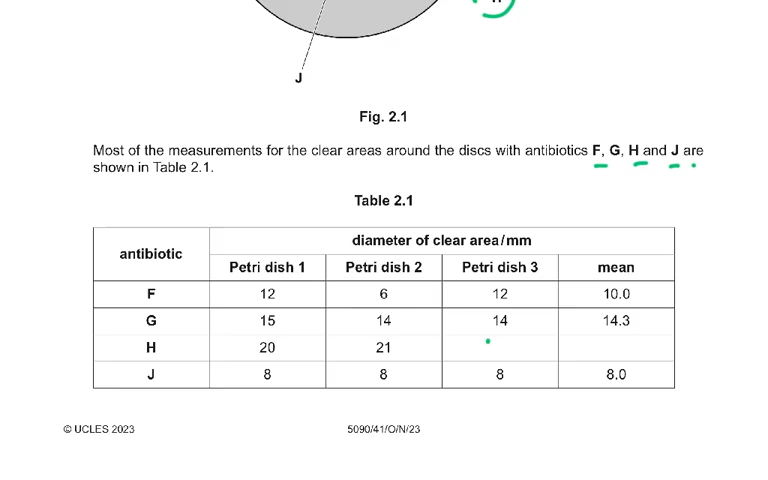 J
Fig. 2.1
Most of the measurements for the clear areas around the discs with antibiotics F, G, H and J are
shown in Table 2.1.
Table 2.1
antibiotic
diameter of clear area/mm
Petri dish 1 Petri dish 2 Petri dish 3 mean
F 12 6 12 10.0
G 15 14 14 14.3
H 20 21
J 8 8 8 8.0
© UCLES 2023 5090/41/O/N/23